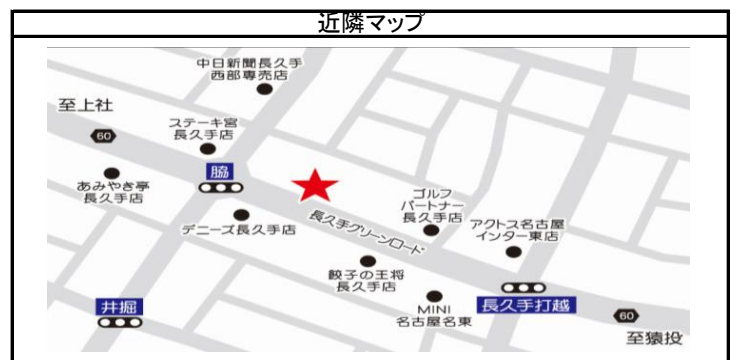 近隣マップ
中日新聞長久手
西部専売店
至上社
60
ステーキ宮
長久手店
あみやき亭
長久手店
脇
デニーズ長久手店
長久手グリーンロード
ゴルフ
パートナー
長久手店
アクトス名古屋
インター東店
餃子の王将
長久手店
MINI
名古屋名東
長久手打越
井堀
60
至猿投